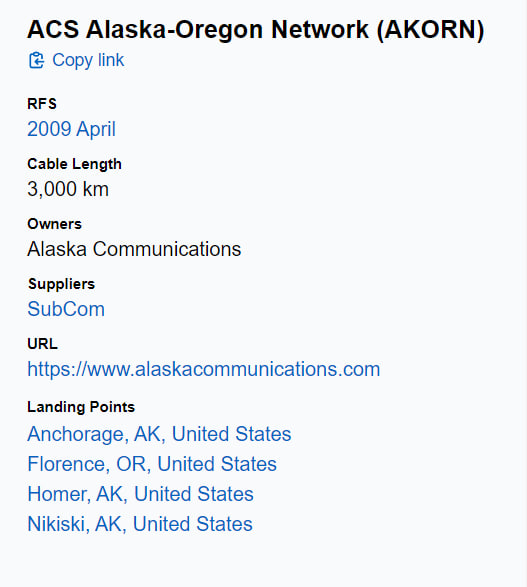 ACS Alaska-Oregon Network (AKORN)
Copy link
RFS
2009 April
Cable Length
3,000 km
Owners
Alaska Communications
Suppliers
SubCom
URL
https://www.alaskacommunications.com
Landing Points
Anchorage, AK, United States
Florence, OR, United States
Homer, AK, United States
Nikiski, AK, United States